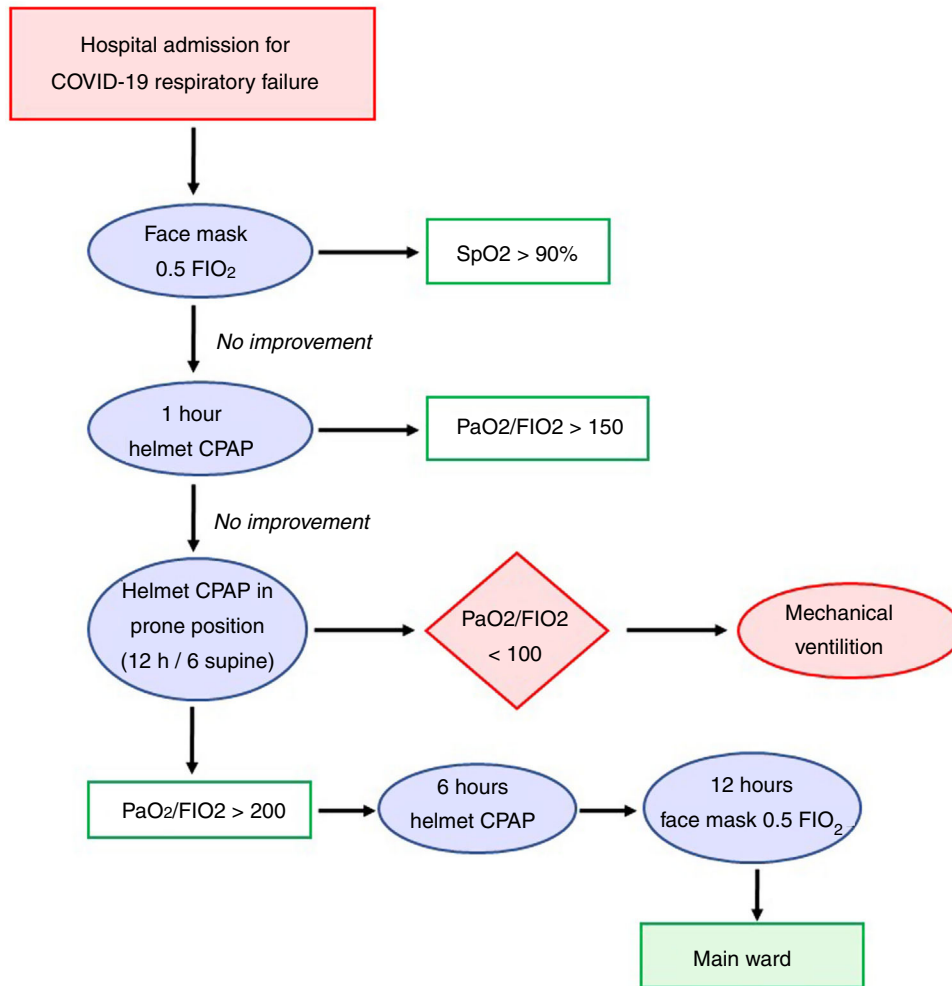 Hospital admission for
COVID-19 respiratory failure
Face mask
0.5 FIO₂
SpO2 > 90%
No improvement
1 hour
helmet CPAP
PaO2/FIO2 > 150
No improvement
Helmet CPAP in
prone position
(12 h / 6 supine)
PaO2/FIO2
< 100
Mechanical
ventilition
PaO₂/FIO2 > 200
6 hours
helmet CPAP
12 hours
face mask 0.5 FIO₂
Main ward